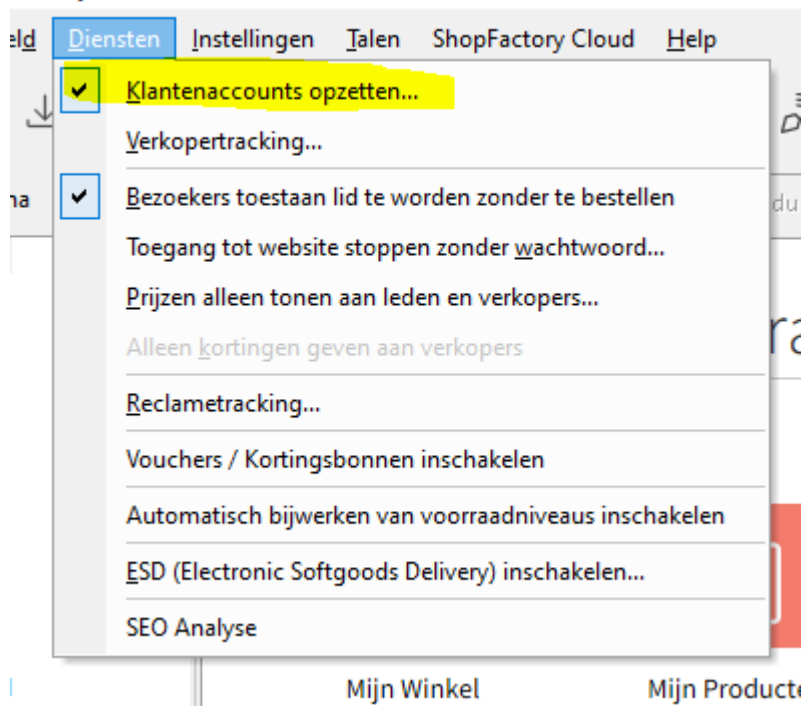 Diensten Instellingen Talen ShopFactory Cloud Help
Klantenaccounts opzetten...
Verkopertracking...
Bezoekers toestaan lid te worden zonder te bestellen
Toegang tot website stoppen zonder wachtwoord...
Prijzen alleen tonen aan leden en verkopers...
Alleen kortingen geven aan verkopers
Reclametracking...
Vouchers / Kortingsbonnen inschakelen
Automatisch bijwerken van voorraadniveaus inschakelen
ESD (Electronic Softgoods Delivery) inschakelen...
SEO Analyse
Mijn Winkel Mijn Producte